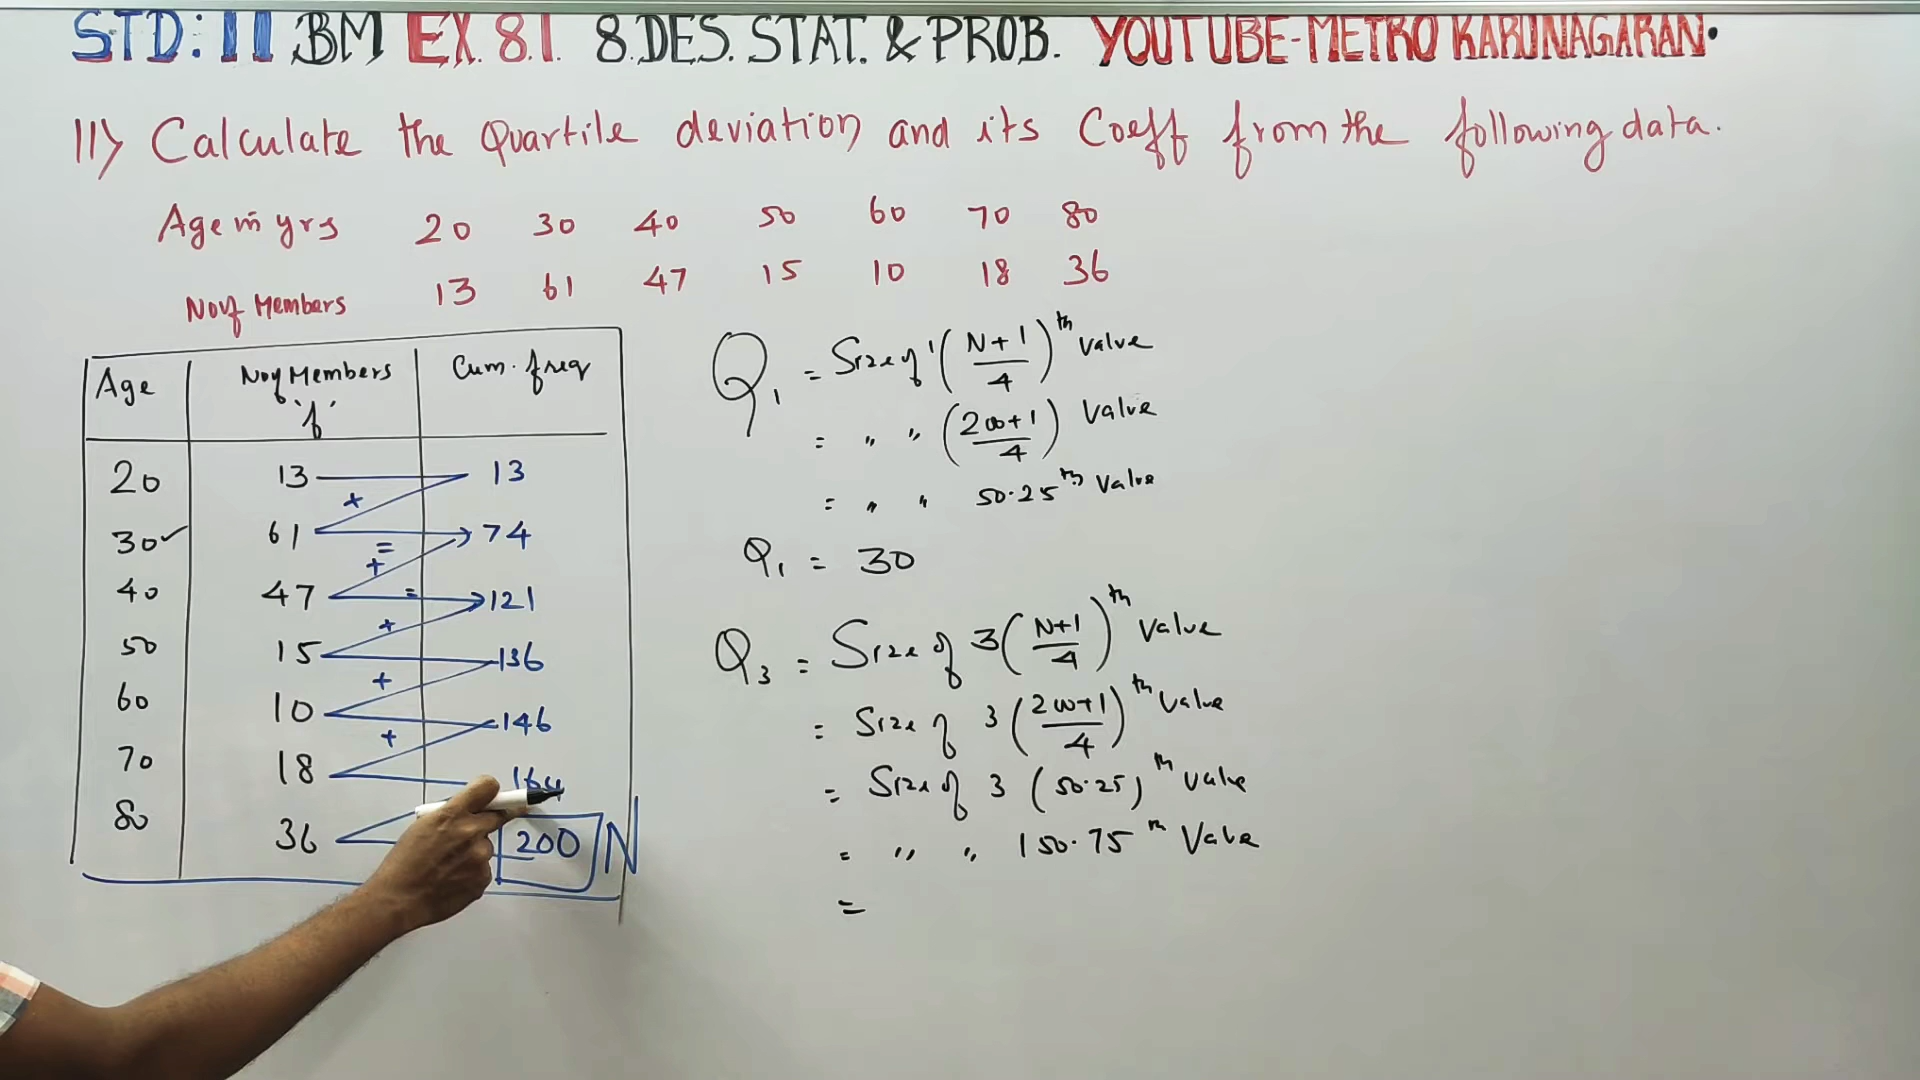 STD: 11 BM EX. 8.1. 8.DES. STAT. & PROB. YOUTUBE-METRO KARUNAGARAN.
11) Calculate the Quartile deviation and its Coeff from the following data.
Age in yrs 20 30 40 50 60 70 80
No of Members 13 61 47 15 10 18 36
Age No of Members 'f' Cum. freq
20 13 13
+
30✓ 61 = 74
+
40 47 = 121
+
50 15 136
+
60 10 146
+
70 18 164
80 36 200 N
Q1 = Size of 1(N+1/4)th value
= " " (200+1/4) value
= " " 50.25th value
Q1 = 30
Q3 = Size of 3(N+1/4)th value
= Size of 3(200+1/4)th value
= Size of 3 (50.25)th value
= " " 150.75th value
=